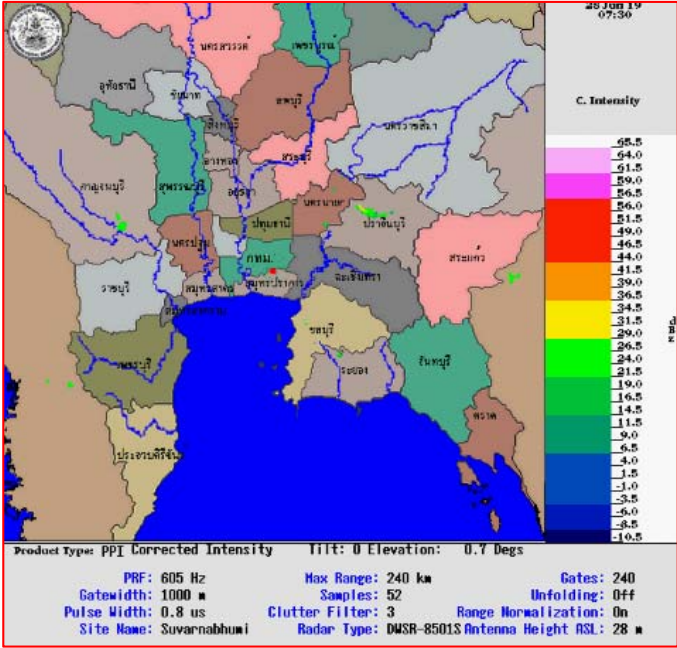 28 Jun 19
07:30
C. Intensity
นครสวรรค์
เพชรบูรณ์
อุทัยธานี
ชัยนาท
ลพบุรี
สิงห์บุรี
นครราชสีมา
อ่างทอง
สระบุรี
กาญจนบุรี
สุพรรณบุรี
อยุธยา
นครนายก
ปราจีนบุรี
ปทุมธานี
นครปฐม
กทม.
สระแก้ว
ราชบุรี
สมุทรสาคร
สมุทรปราการ
ฉะเชิงเทรา
สมุทรสงคราม
ชลบุรี
เพชรบุรี
ระยอง
จันทบุรี
ตราด
ประจวบคีรีขันธ์
65.5
64.0
61.5
59.0
56.5
56.0
51.5
49.0
46.5
44.0
41.5
39.0
36.5
34.5
31.5
29.0
26.5
24.0
21.5
19.0
16.5
14.5
11.5
9.0
6.5
4.0
1.5
-1.0
-3.5
-6.0
-8.5
-10.5
Product Type: PPI Corrected Intensity Tilt: 0 Elevation: 0.7 Degs
PRF: 605 Hz Max Range: 240 km Gates: 240
Gatewidth: 1000 m Samples: 52 Unfolding: Off
Pulse Width: 0.8 us Clutter Filter: 3 Range Normalization: On
Site Name: Suvarnabhumi Radar Type: DWSR-8501S Antenna Height ASL: 28 m